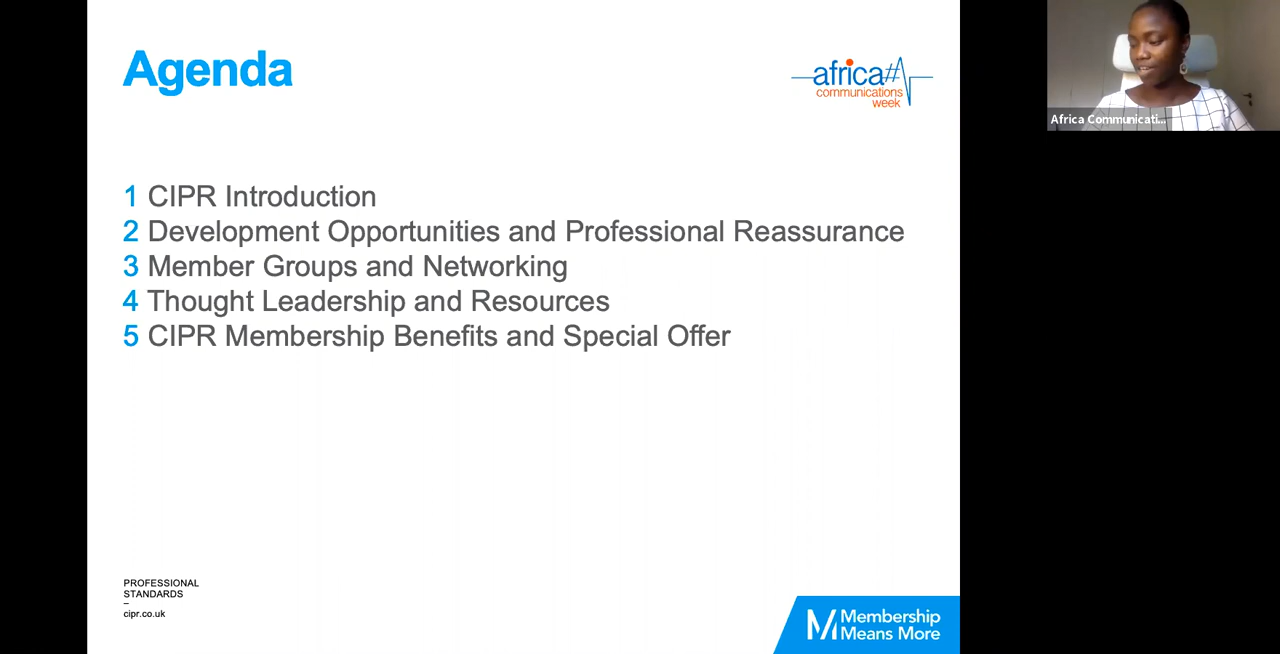 Agenda
africa#
communications
week
Africa Communicati...
1 CIPR Introduction
2 Development Opportunities and Professional Reassurance
3 Member Groups and Networking
4 Thought Leadership and Resources
5 CIPR Membership Benefits and Special Offer
PROFESSIONAL
STANDARDS
–
cipr.co.uk
M Membership
Means More